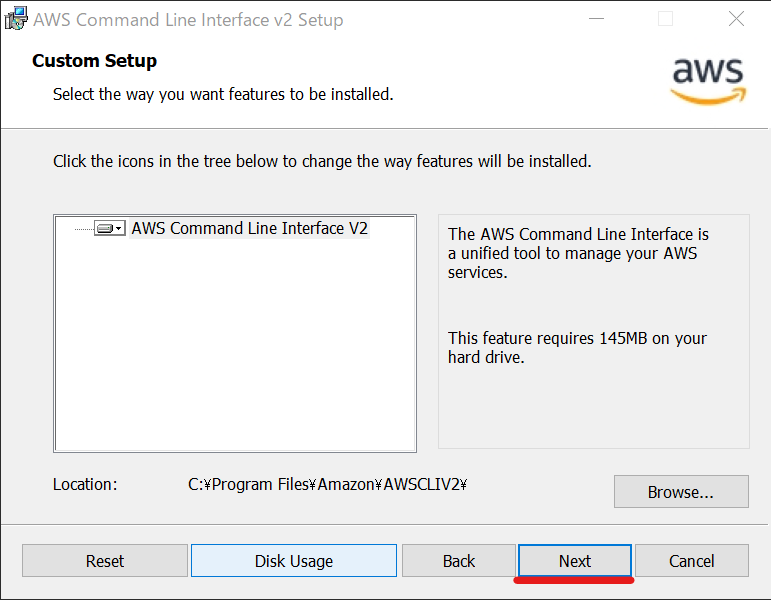 AWS Command Line Interface v2 Setup
Custom Setup
Select the way you want features to be installed.
aws
Click the icons in the tree below to change the way features will be installed.
AWS Command Line Interface V2
The AWS Command Line Interface is
a unified tool to manage your AWS
services.
This feature requires 145MB on your
hard drive.
Location: C:¥Program Files¥Amazon¥AWSCLIV2¥
Browse...
Reset Disk Usage Back Next Cancel